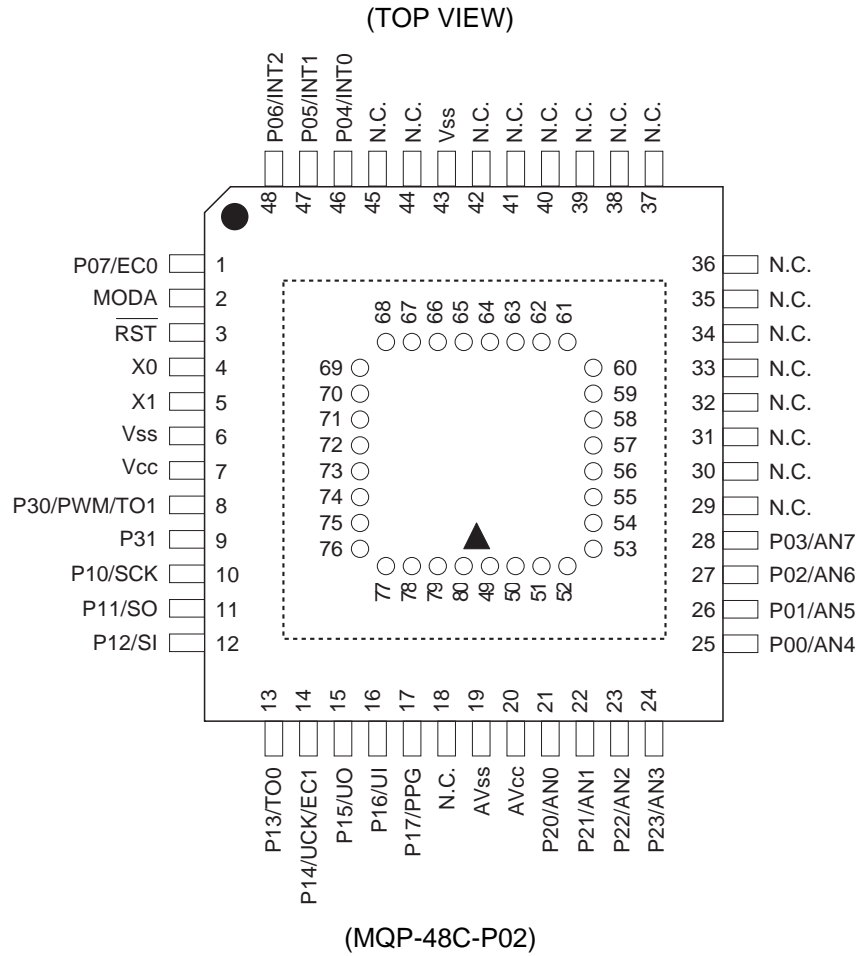 (TOP VIEW)
P06/INT2
P05/INT1
P04/INT0
N.C.
N.C.
Vss
N.C.
N.C.
N.C.
N.C.
N.C.
N.C.
48
47
46
45
44
43
42
41
40
39
38
37
P07/EC0 1
MODA 2
RST 3
X0 4
X1 5
Vss 6
Vcc 7
P30/PWM/TO1 8
P31 9
P10/SCK 10
P11/SO 11
P12/SI 12
68
67
66
65
64
63
62
61
69
70
71
72
73
74
75
76
60
59
58
57
56
55
54
53
77
78
79
80
49
50
51
52
36 N.C.
35 N.C.
34 N.C.
33 N.C.
32 N.C.
31 N.C.
30 N.C.
29 N.C.
28 P03/AN7
27 P02/AN6
26 P01/AN5
25 P00/AN4
13
14
15
16
17
18
19
20
21
22
23
24
P13/TO0
P14/UCK/EC1
P15/UO
P16/UI
P17/PPG
N.C.
AVss
AVcc
P20/AN0
P21/AN1
P22/AN2
P23/AN3
(MQP-48C-P02)